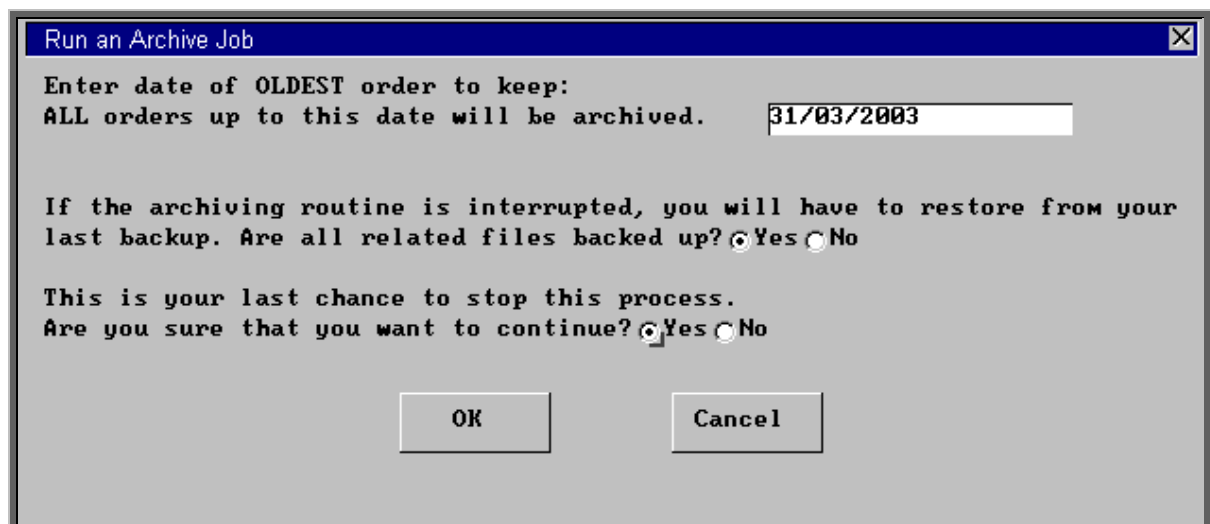 Run an Archive Job
Enter date of OLDEST order to keep:
ALL orders up to this date will be archived. 31/03/2003
If the archiving routine is interrupted, you will have to restore from your
last backup. Are all related files backed up? Yes No
This is your last chance to stop this process.
Are you sure that you want to continue? Yes No
OK Cancel